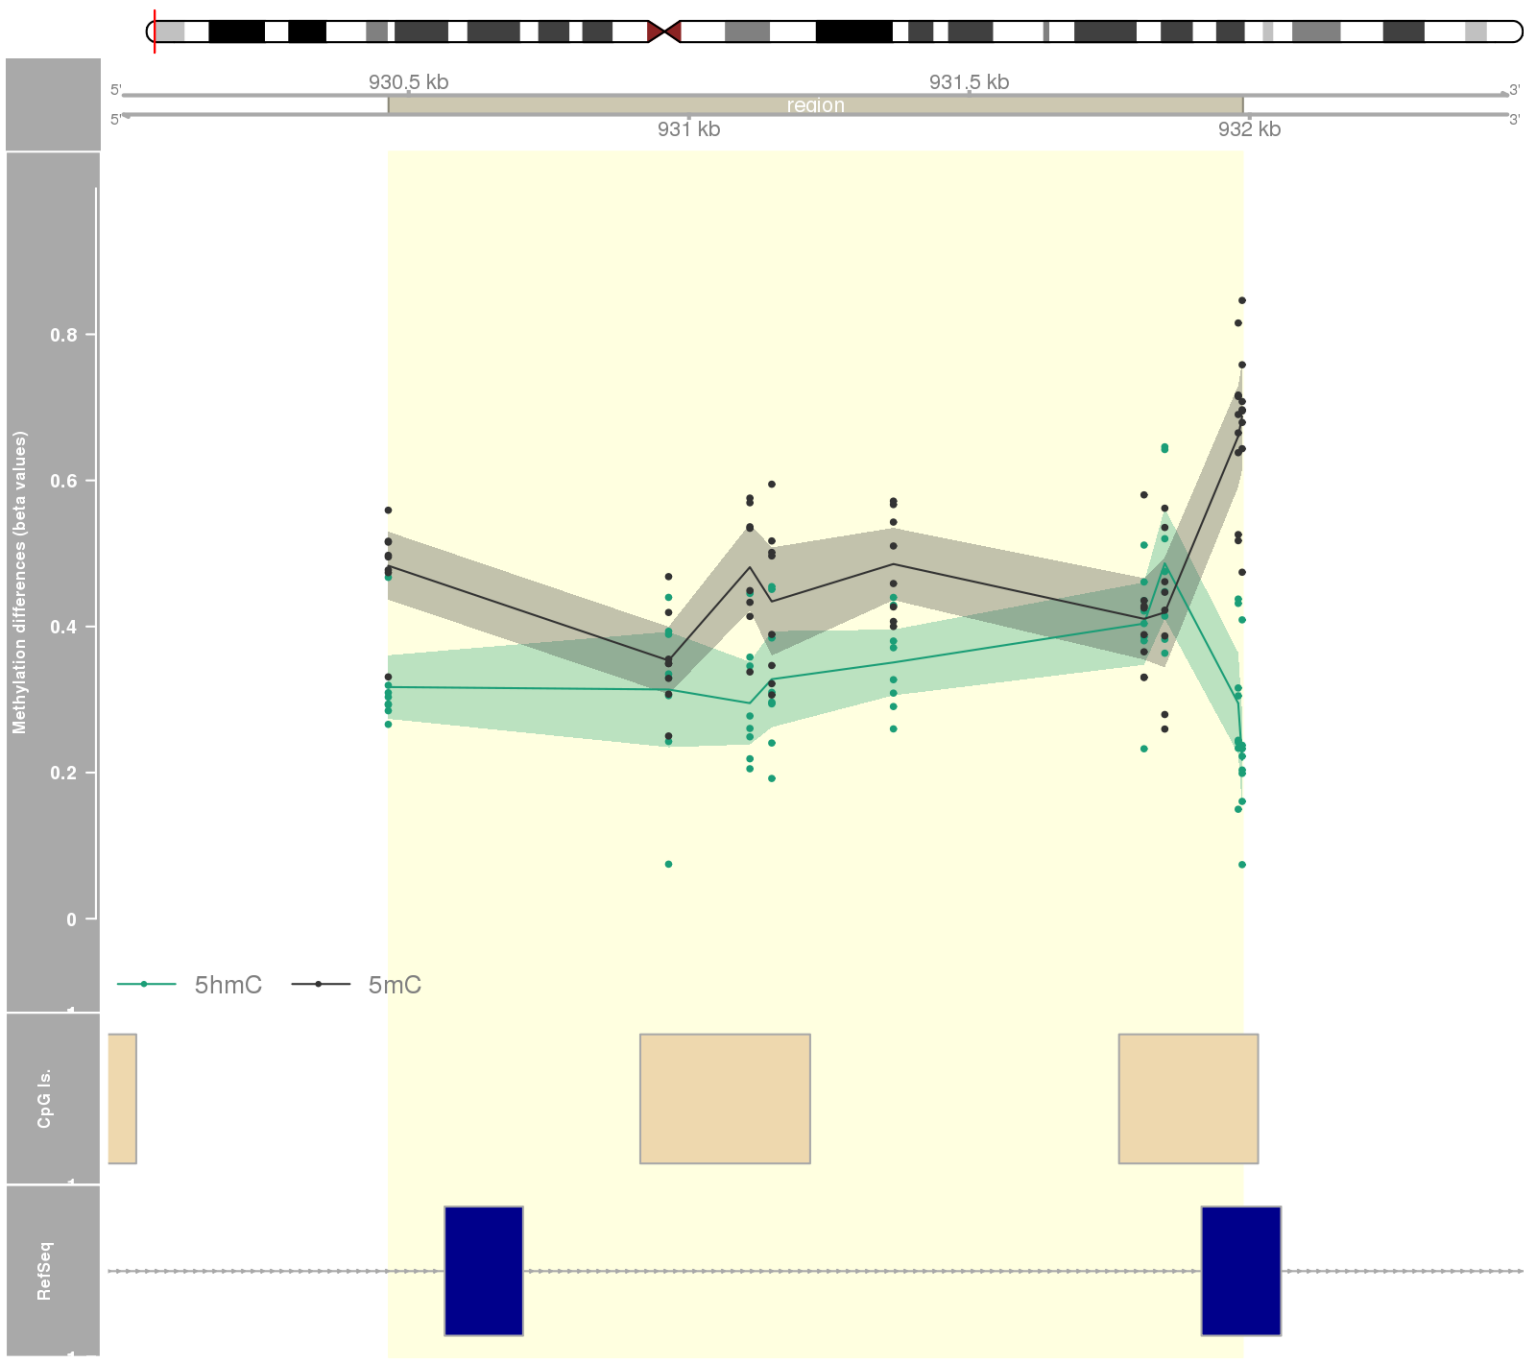 930.5 kb
931.5 kb
5'
3'
region
5'
3'
931 kb
932 kb
Methylation differences (beta values)
0.8
0.6
0.4
0.2
0
5hmC
5mC
CpG Is.
RefSeq